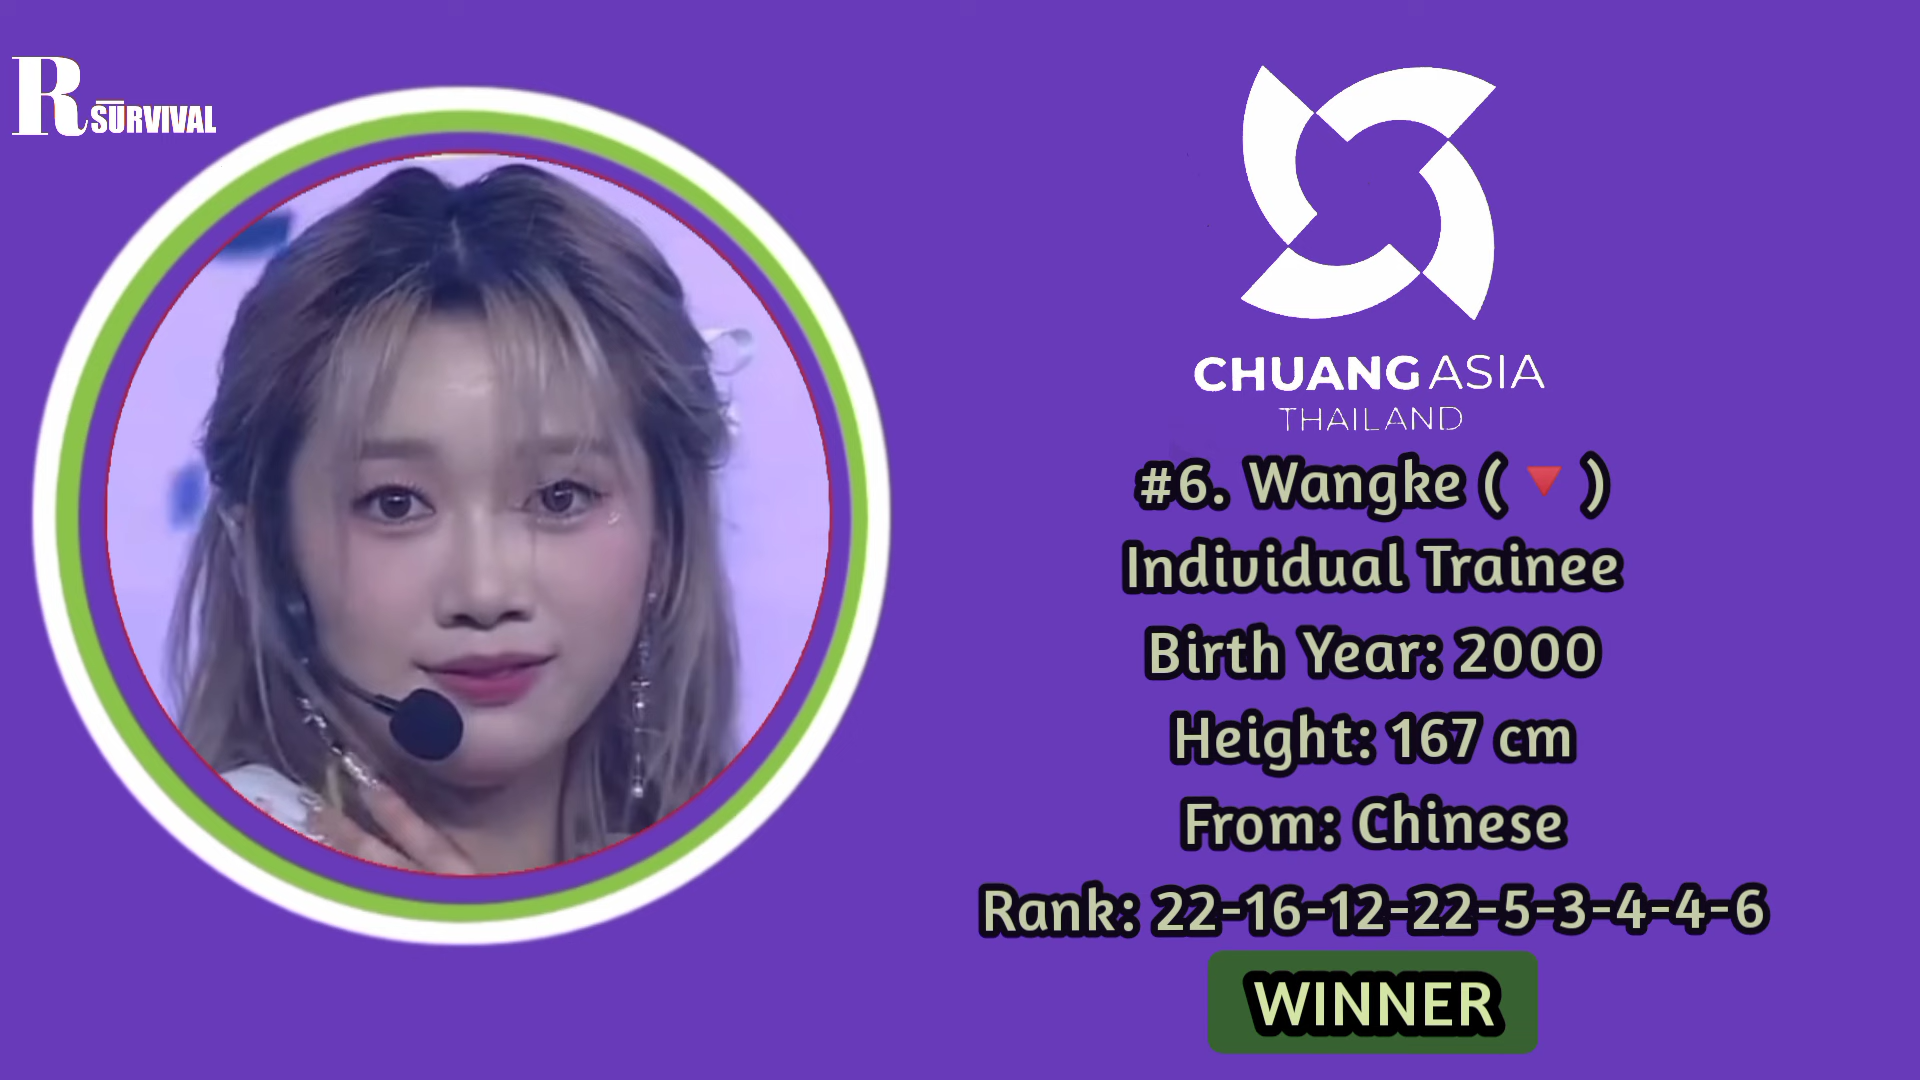 R SURVIVAL
CHUANG ASIA
THAILAND
#6. Wangke (🔻)
Individual Trainee
Birth Year: 2000
Height: 167 cm
From: Chinese
Rank: 22-16-12-22-5-3-4-4-6
WINNER